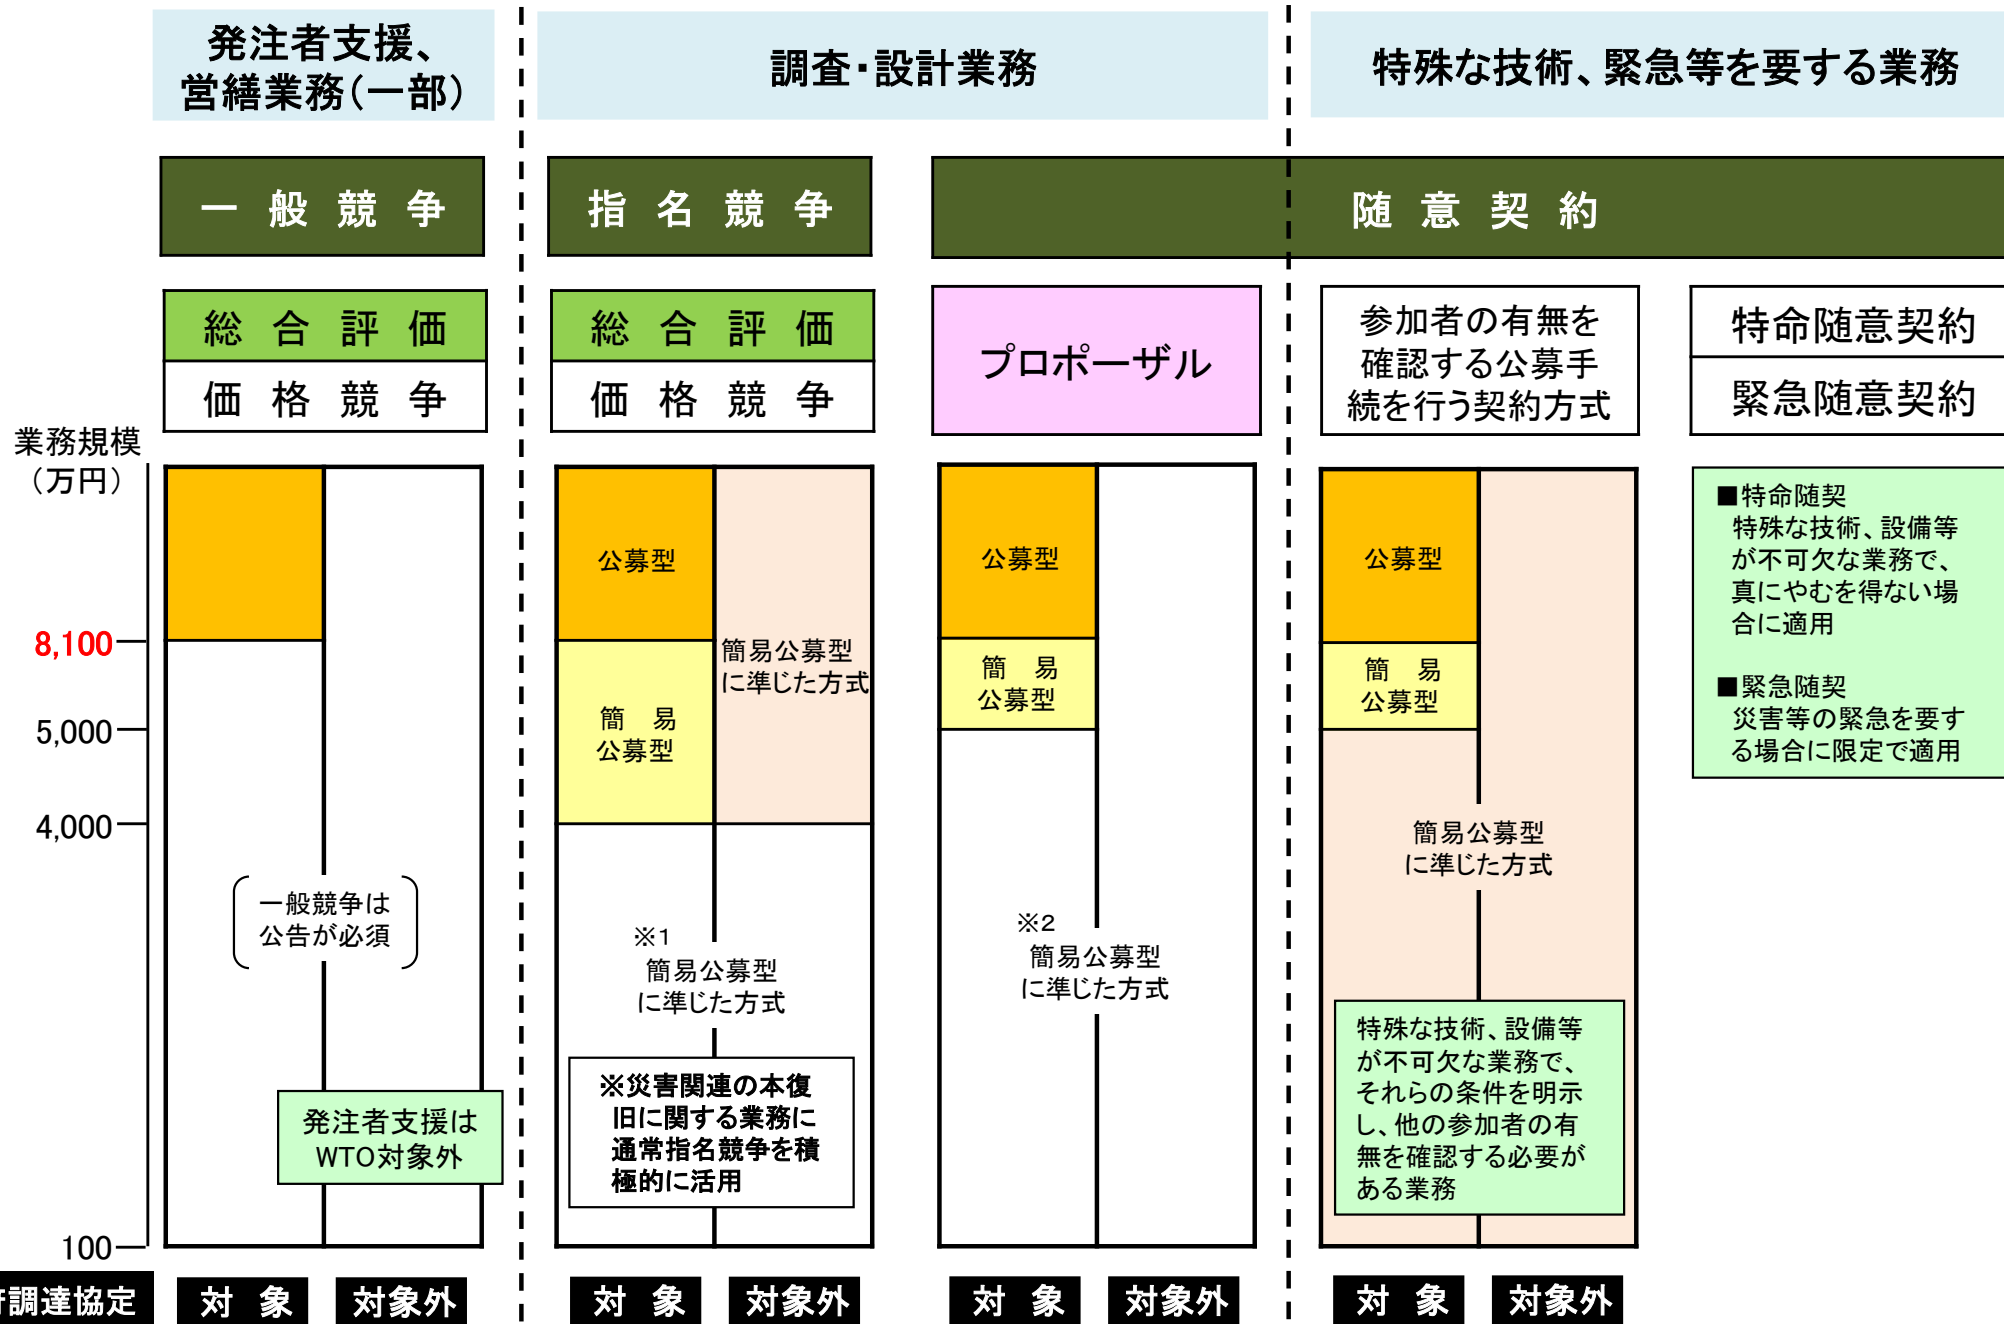 発注者支援、
営繕業務(一部)
調査・設計業務
特殊な技術、緊急等を要する業務
一般競争
指名競争
随意契約
総合評価
価格競争
総合評価
価格競争
プロポーザル
参加者の有無を
確認する公募手
続を行う契約方式
特命随意契約
緊急随意契約
業務規模
(万円)
8,100
5,000
4,000
100
一般競争は
公告が必須
発注者支援は
WTO対象外
公募型
簡易
公募型
簡易公募型
に準じた方式
※1
簡易公募型
に準じた方式
※災害関連の本復
旧に関する業務に
通常指名競争を積
極的に活用
公募型
簡易
公募型
※2
簡易公募型
に準じた方式
公募型
簡易
公募型
簡易公募型
に準じた方式
特殊な技術、設備等
が不可欠な業務で、
それらの条件を明示
し、他の参加者の有
無を確認する必要が
ある業務
■特命随契
特殊な技術、設備等
が不可欠な業務で、
真にやむを得ない場
合に適用
■緊急随契
災害等の緊急を要す
る場合に限定で適用
調達協定
対象
対象外
対象
対象外
対象
対象外
対象
対象外